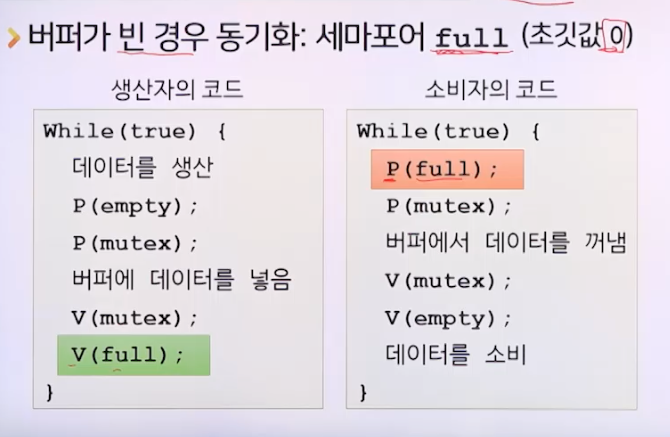 버퍼가 빈 경우 동기화: 세마포어 full (초깃값 0)
생산자의 코드
While(true) {
데이터를 생산
P(empty);
P(mutex);
버퍼에 데이터를 넣음
V(mutex);
V(full);
}
소비자의 코드
While(true) {
P(full);
P(mutex);
버퍼에서 데이터를 꺼냄
V(mutex);
V(empty);
데이터를 소비
}